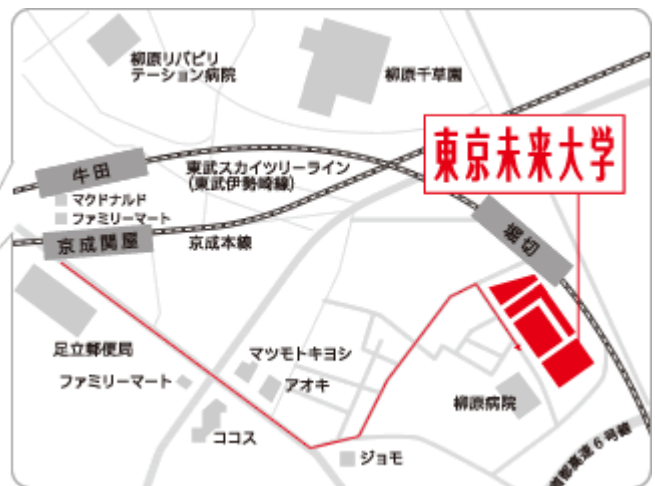 柳原リハビリ
テーション病院
柳原千草園
東京未来大学
牛田
東武スカイツリーライン
(東武伊勢崎線)
マクドナルド
ファミリーマート
京成関屋
京成本線
堀切
足立郵便局
マツモトキヨシ
ファミリーマート
アオキ
柳原病院
ココス
ジョモ
首都高速6号線